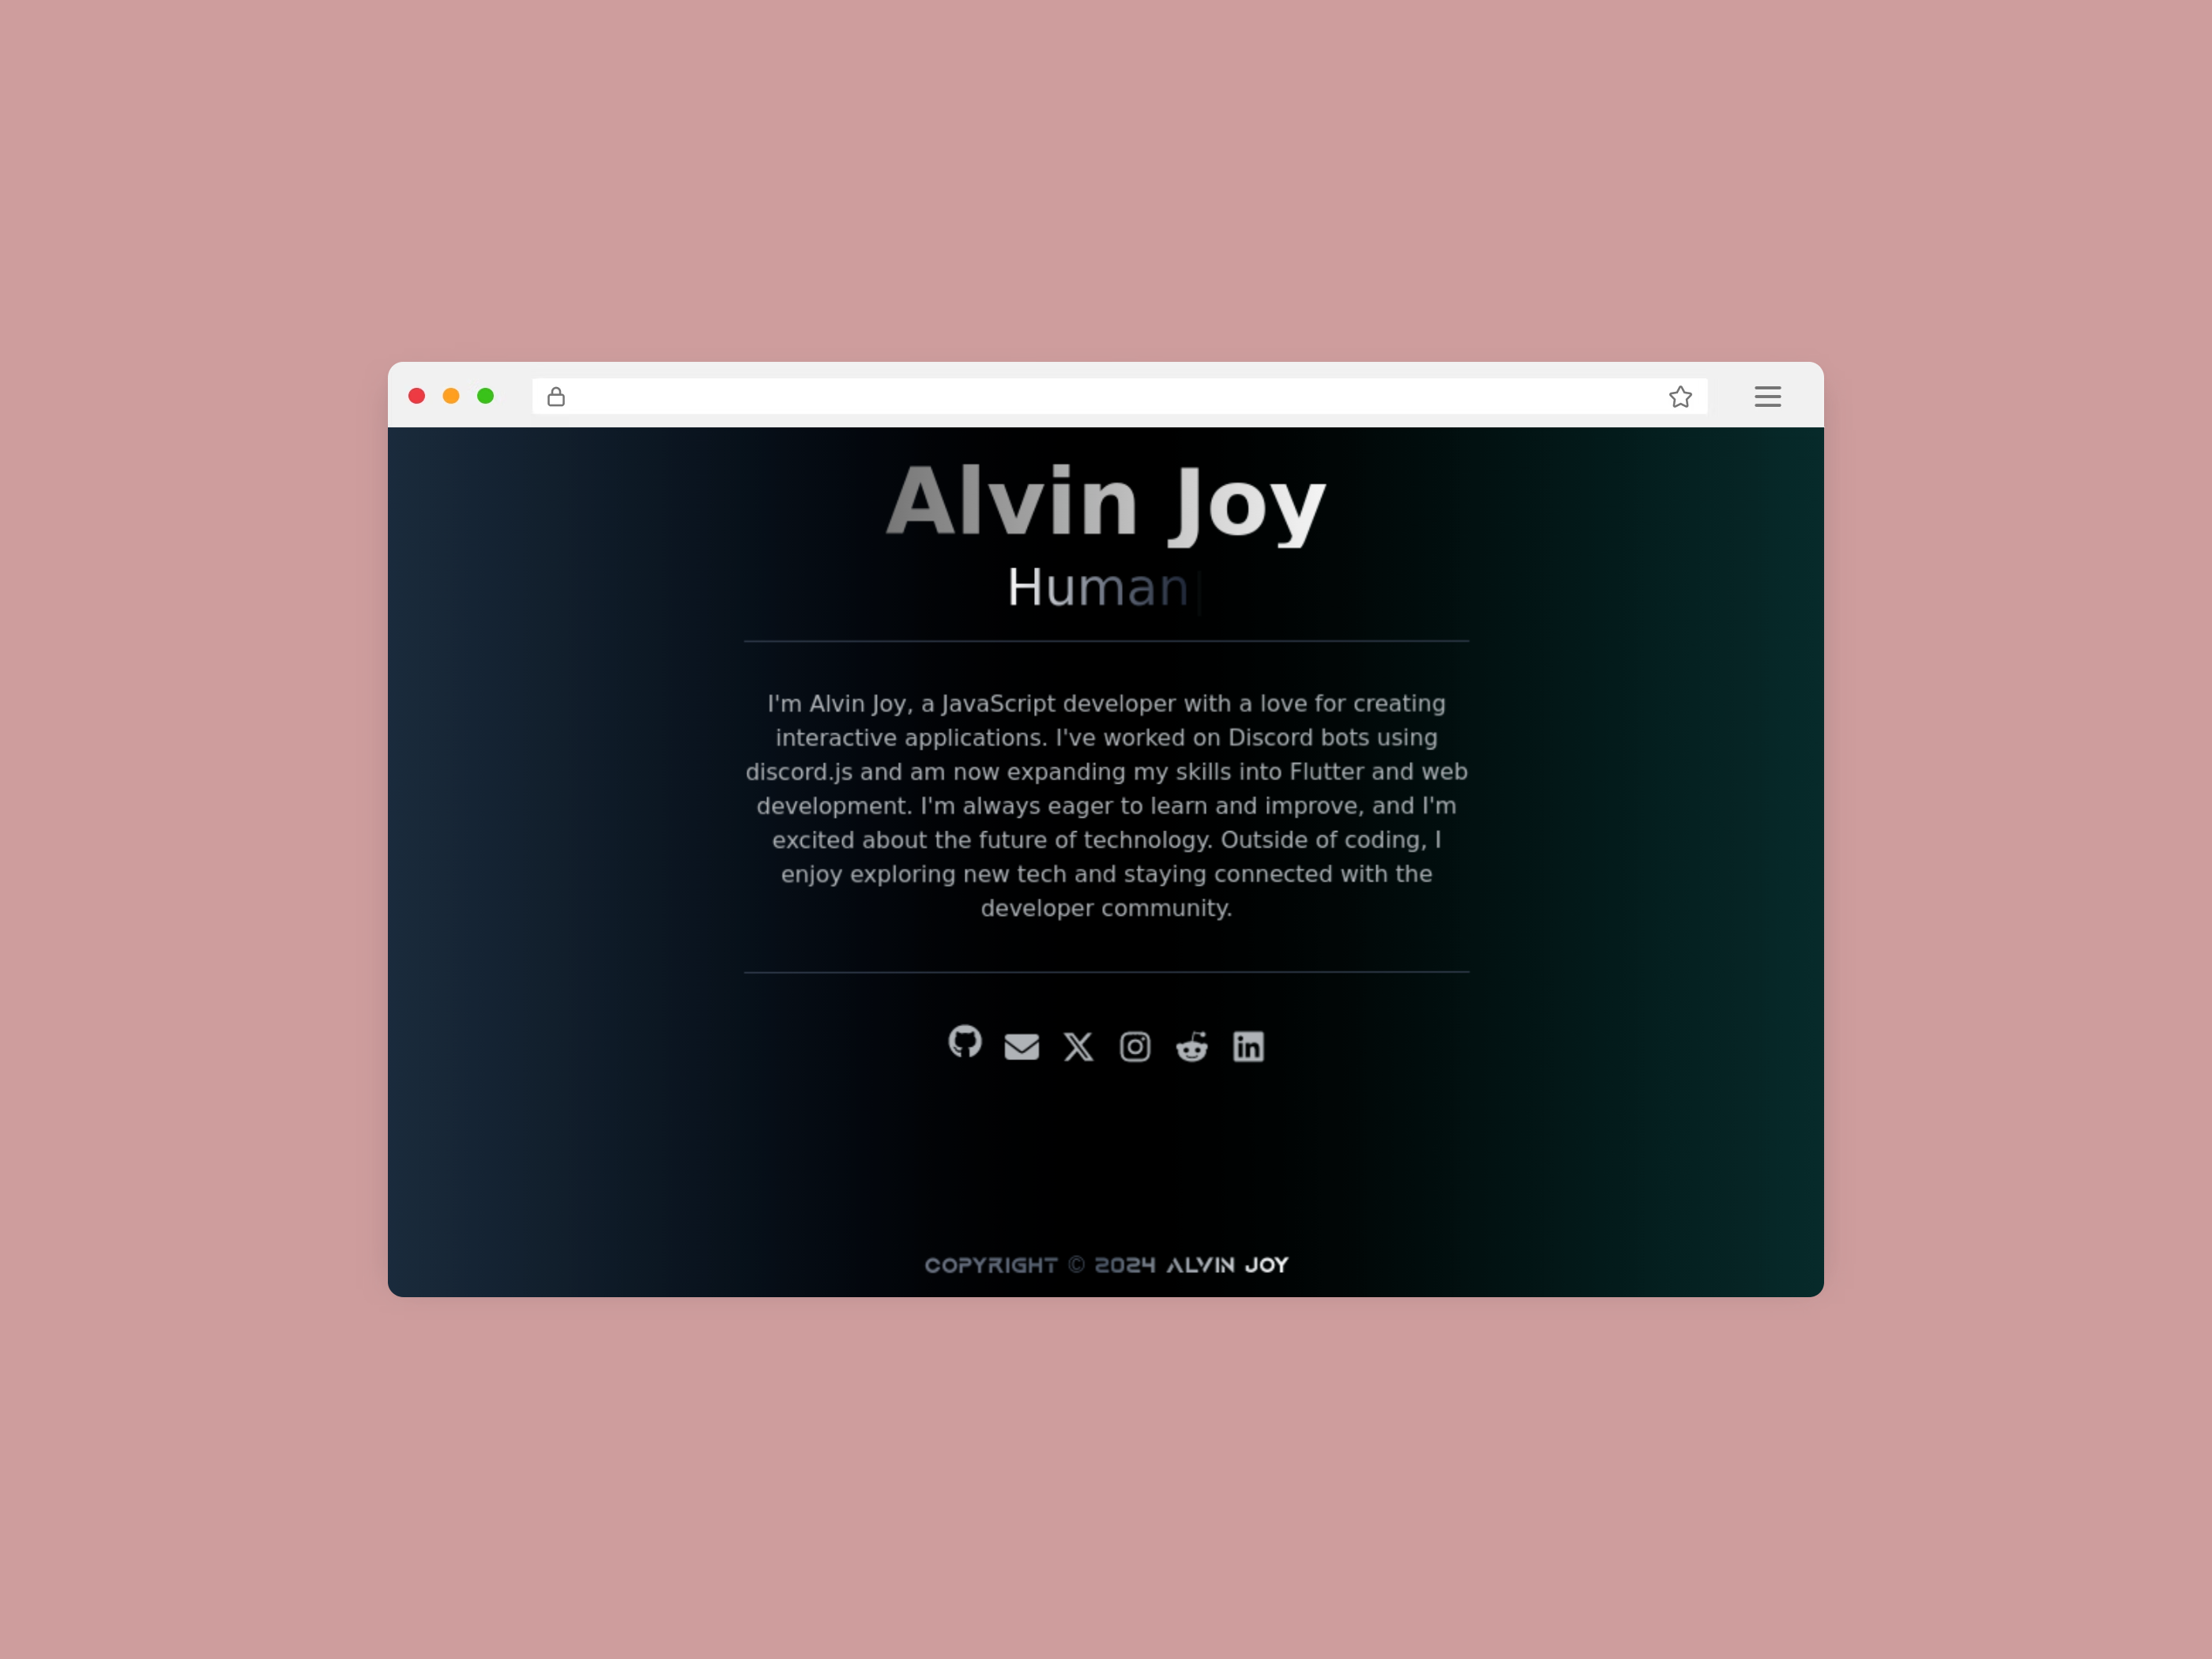 Alvin Joy
Human
I'm Alvin Joy, a JavaScript developer with a love for creating
interactive applications. I've worked on Discord bots using
discord.js and am now expanding my skills into Flutter and web
development. I'm always eager to learn and improve, and I'm
excited about the future of technology. Outside of coding, I
enjoy exploring new tech and staying connected with the
developer community.
COPYRIGHT © 2024 ALVIN JOY